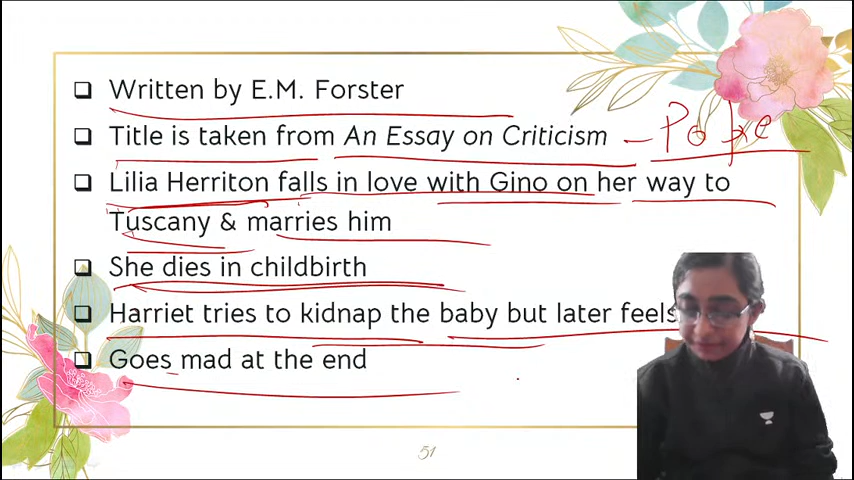 Written by E.M. Forster
Title is taken from An Essay on Criticism – Pope
Lilia Herriton falls in love with Gino on her way to
Tuscany & marries him
She dies in childbirth
Harriet tries to kidnap the baby but later feels
Goes mad at the end
51